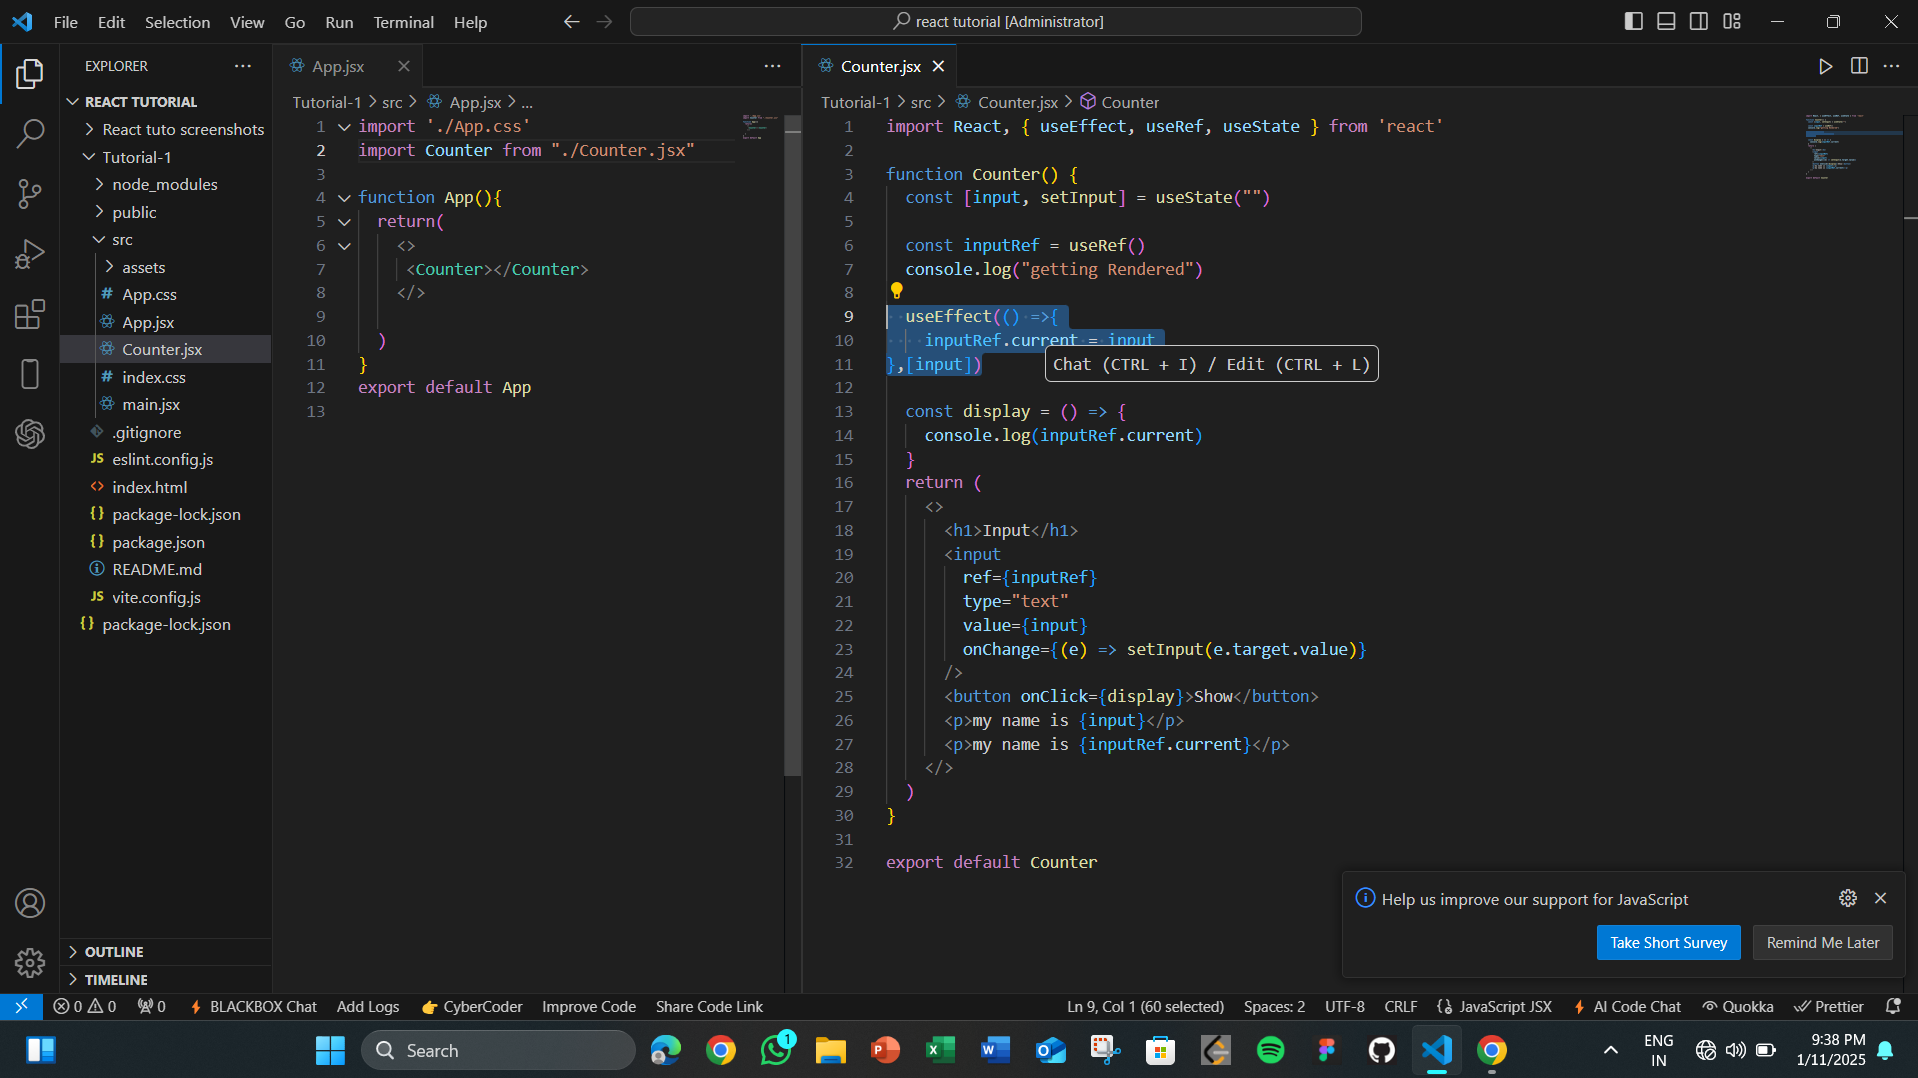 File Edit Selection View Go Run Terminal Help
react tutorial [Administrator]
EXPLORER
REACT TUTORIAL
React tuto screenshots
Tutorial-1
node_modules
public
src
assets
# App.css
App.jsx
Counter.jsx
# index.css
main.jsx
.gitignore
JS eslint.config.js
<> index.html
{} package-lock.json
{} package.json
README.md
JS vite.config.js
{} package-lock.json
OUTLINE
TIMELINE
App.jsx
Tutorial-1 > src > App.jsx > ...
1 import './App.css'
2 import Counter from "./Counter.jsx"
3
4 function App(){
5 return(
6 <>
7 <Counter></Counter>
8 </>
9
10 )
11 }
12 export default App
13
Counter.jsx
Tutorial-1 > src > Counter.jsx > Counter
1 import React, { useEffect, useRef, useState } from 'react'
2
3 function Counter() {
4 const [input, setInput] = useState("")
5
6 const inputRef = useRef()
7 console.log("getting Rendered")
8
9 useEffect(() =>{
10 inputRef.current = input
11 },[input])
Chat (CTRL + I) / Edit (CTRL + L)
12
13 const display = () => {
14 console.log(inputRef.current)
15 }
16 return (
17 <>
18 <h1>Input</h1>
19 <input
20 ref={inputRef}
21 type="text"
22 value={input}
23 onChange={(e) => setInput(e.target.value)}
24 />
25 <button onClick={display}>Show</button>
26 <p>my name is {input}</p>
27 <p>my name is {inputRef.current}</p>
28 </>
29 )
30 }
31
32 export default Counter
Help us improve our support for JavaScript
Take Short Survey Remind Me Later
0 0 0 BLACKBOX Chat Add Logs CyberCoder Improve Code Share Code Link
Ln 9, Col 1 (60 selected) Spaces: 2 UTF-8 CRLF JavaScript JSX AI Code Chat Quokka Prettier
Search
1
ENG
IN
9:38 PM
1/11/2025